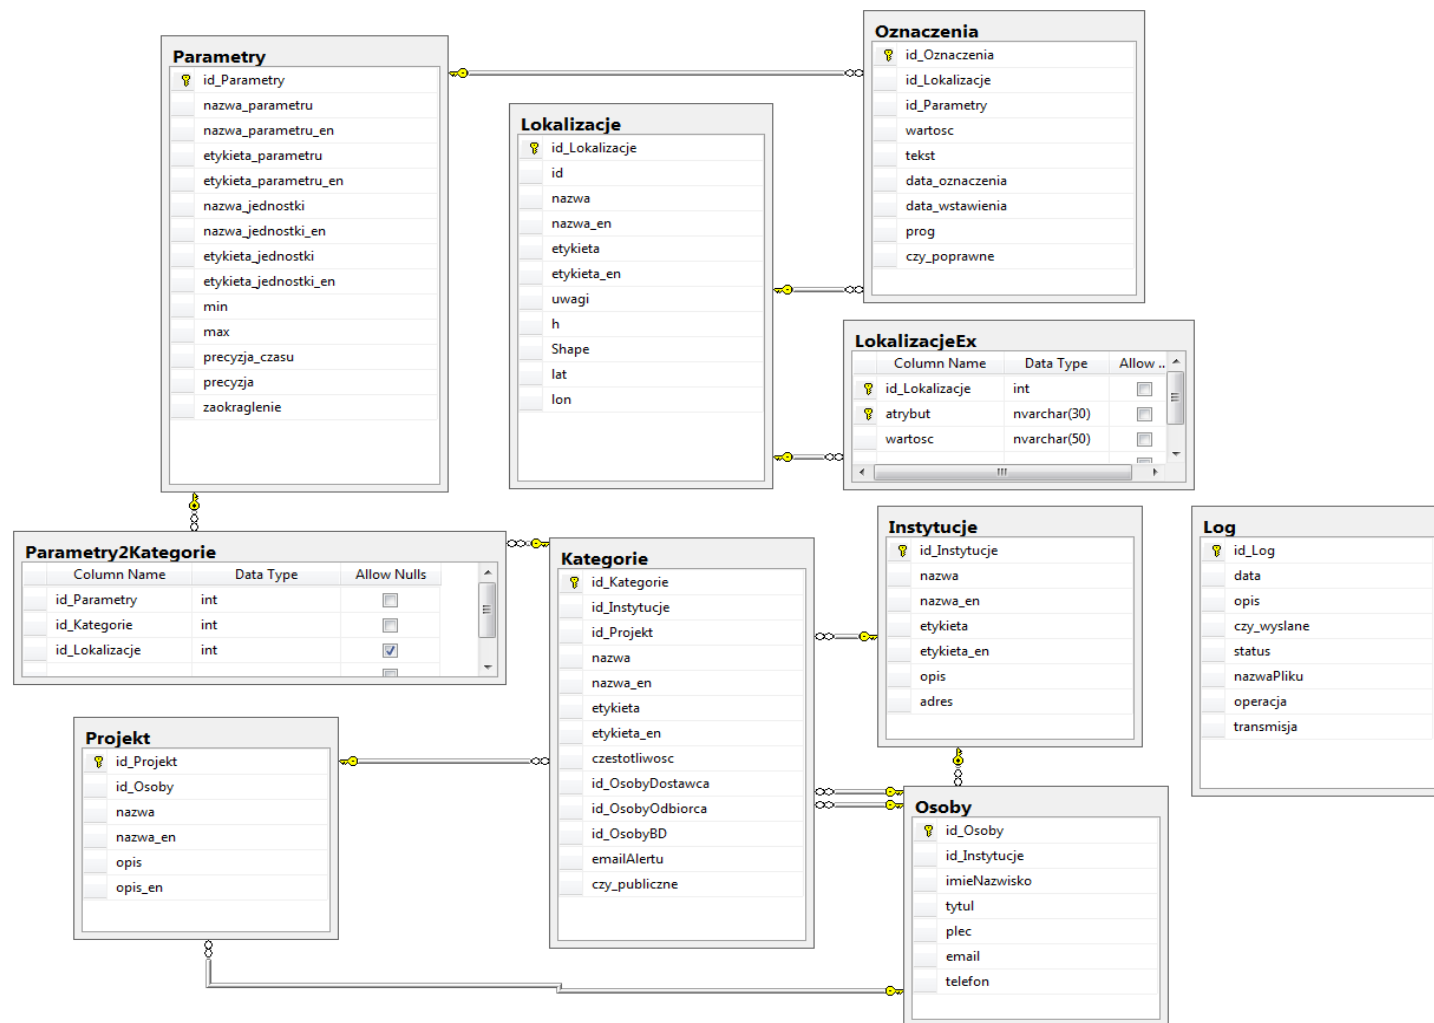 Parametry
id_Parametry
nazwa_parametru
nazwa_parametru_en
etykieta_parametru
etykieta_parametru_en
nazwa_jednostki
nazwa_jednostki_en
etykieta_jednostki
etykieta_jednostki_en
min
max
precyzja_czasu
precyzja
zaokraglenie
Lokalizacje
id_Lokalizacje
id
nazwa
nazwa_en
etykieta
etykieta_en
uwagi
h
Shape
lat
lon
Oznaczenia
id_Oznaczenia
id_Lokalizacje
id_Parametry
wartosc
tekst
data_oznaczenia
data_wstawienia
prog
czy_poprawne
LokalizacjeEx
Column Name Data Type Allow ..
id_Lokalizacje int
atrybut nvarchar(30)
wartosc nvarchar(50)
Parametry2Kategorie
Column Name Data Type Allow Nulls
id_Parametry int
id_Kategorie int
id_Lokalizacje int
Kategorie
id_Kategorie
id_Instytucje
id_Projekt
nazwa
nazwa_en
etykieta
etykieta_en
czestotliwosc
id_OsobyDostawca
id_OsobyOdbiorca
id_OsobyBD
emailAlertu
czy_publiczne
Instytucje
id_Instytucje
nazwa
nazwa_en
etykieta
etykieta_en
opis
adres
Log
id_Log
data
opis
czy_wyslane
status
nazwaPliku
operacja
transmisja
Projekt
id_Projekt
id_Osoby
nazwa
nazwa_en
opis
opis_en
Osoby
id_Osoby
id_Instytucje
imieNazwisko
tytul
plec
email
telefon